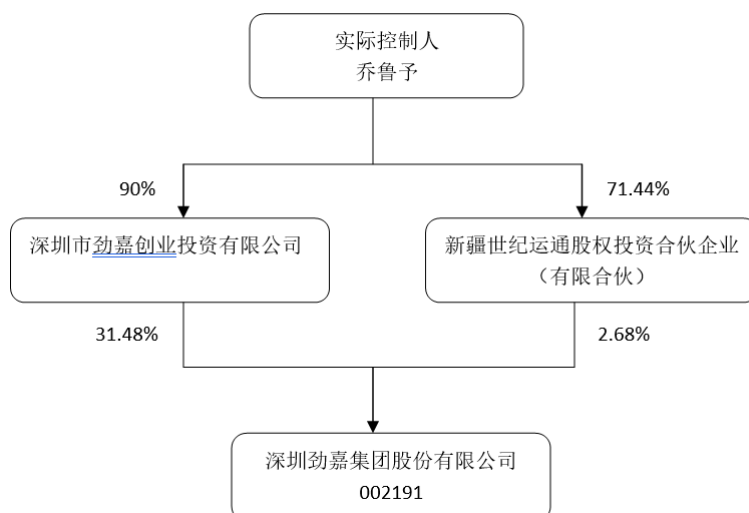 实际控制人
乔鲁予
90%
71.44%
深圳市劲嘉创业投资有限公司
新疆世纪运通股权投资合伙企业
（有限合伙）
31.48%
2.68%
深圳劲嘉集团股份有限公司
002191